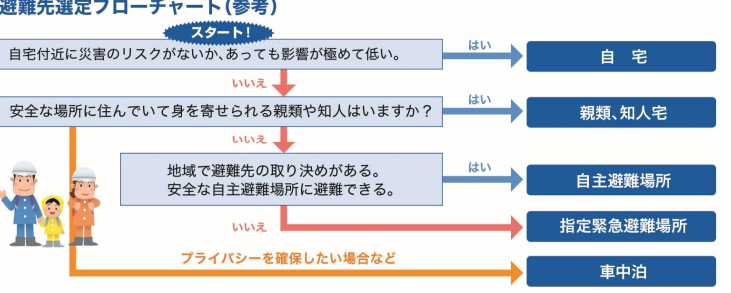 避難先選定フローチャート(参考)
スタート!
自宅付近に災害のリスクがないか、あっても影響が極めて低い。
はい
自　宅
いいえ
安全な場所に住んでいて身を寄せられる親類や知人はいますか?
はい
親類、知人宅
いいえ
地域で避難先の取り決めがある。
安全な自主避難場所に避難できる。
はい
自主避難場所
いいえ
指定緊急避難場所
プライバシーを確保したい場合など
車中泊